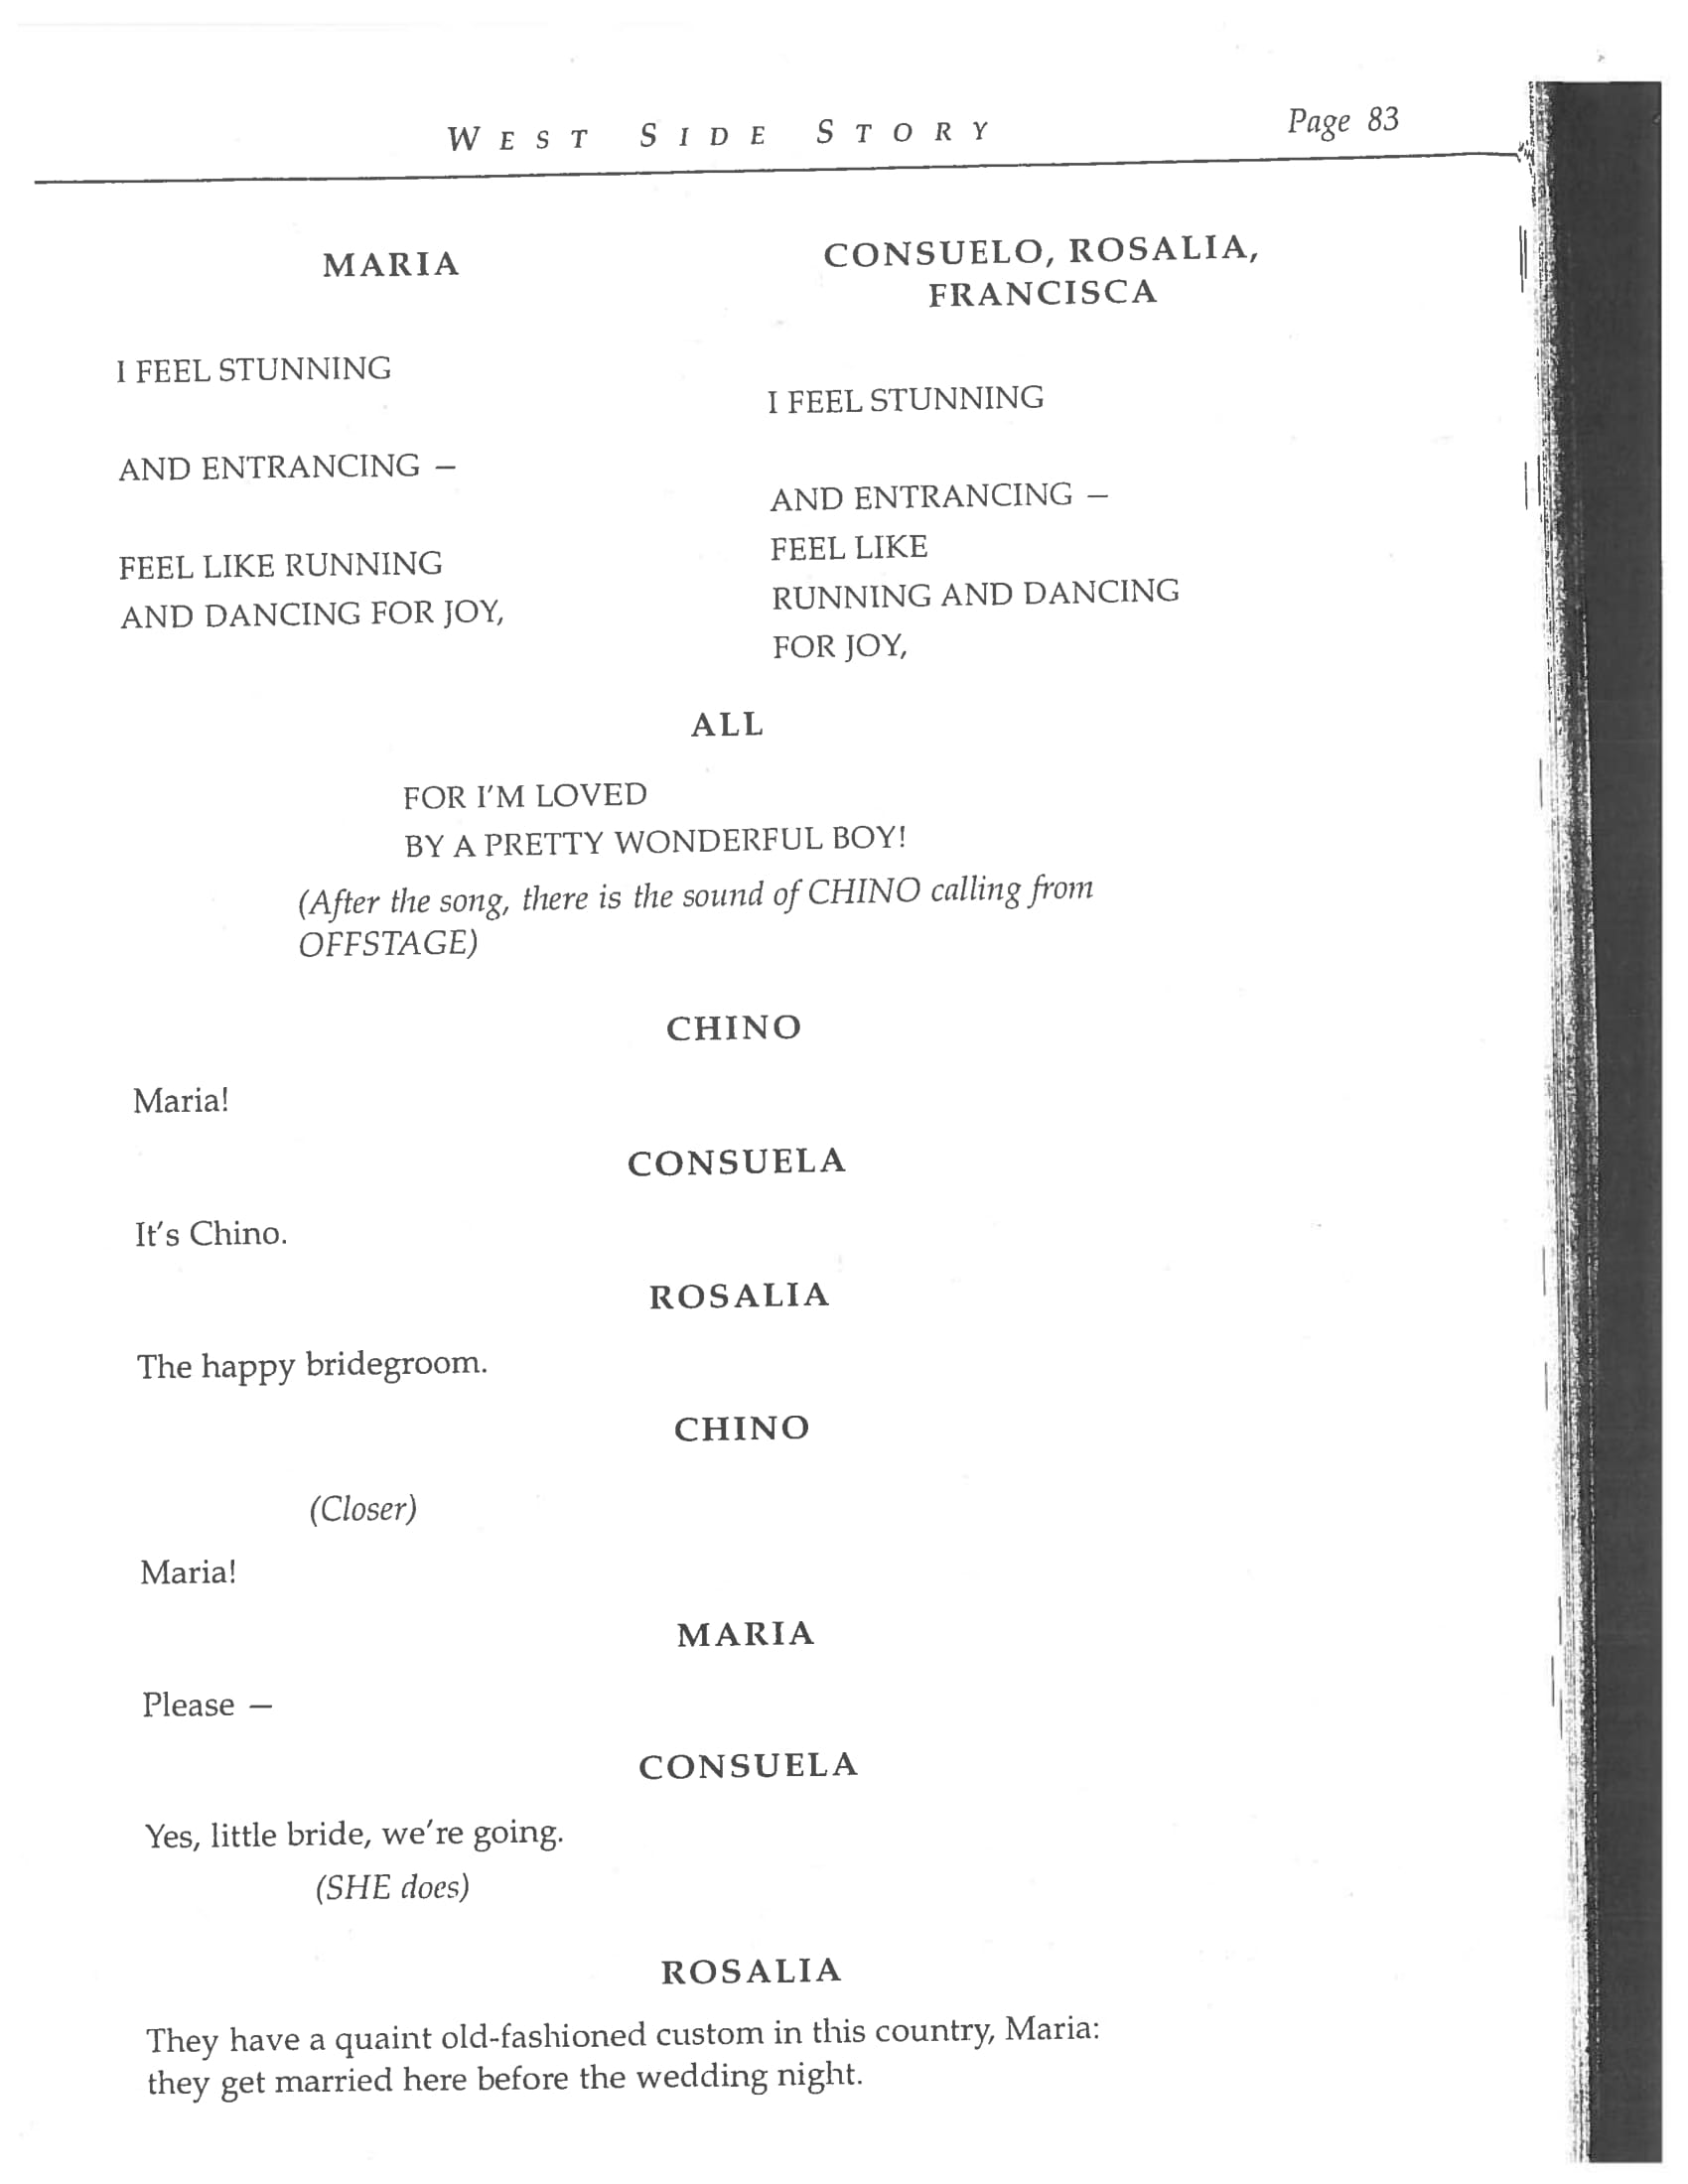 WEST SIDE STORY Page 83
MARIA
CONSUELO, ROSALIA,
FRANCISCA
I FEEL STUNNING
I FEEL STUNNING
AND ENTRANCING —
AND ENTRANCING —
FEEL LIKE
FEEL LIKE RUNNING
RUNNING AND DANCING
AND DANCING FOR JOY,
FOR JOY,
ALL
FOR I'M LOVED
BY A PRETTY WONDERFUL BOY!
(After the song, there is the sound of CHINO calling from
OFFSTAGE)
CHINO
Maria!
CONSUELA
It's Chino.
ROSALIA
The happy bridegroom.
CHINO
(Closer)
Maria!
MARIA
Please —
CONSUELA
Yes, little bride, we're going.
(SHE does)
ROSALIA
They have a quaint old-fashioned custom in this country, Maria:
they get married here before the wedding night.